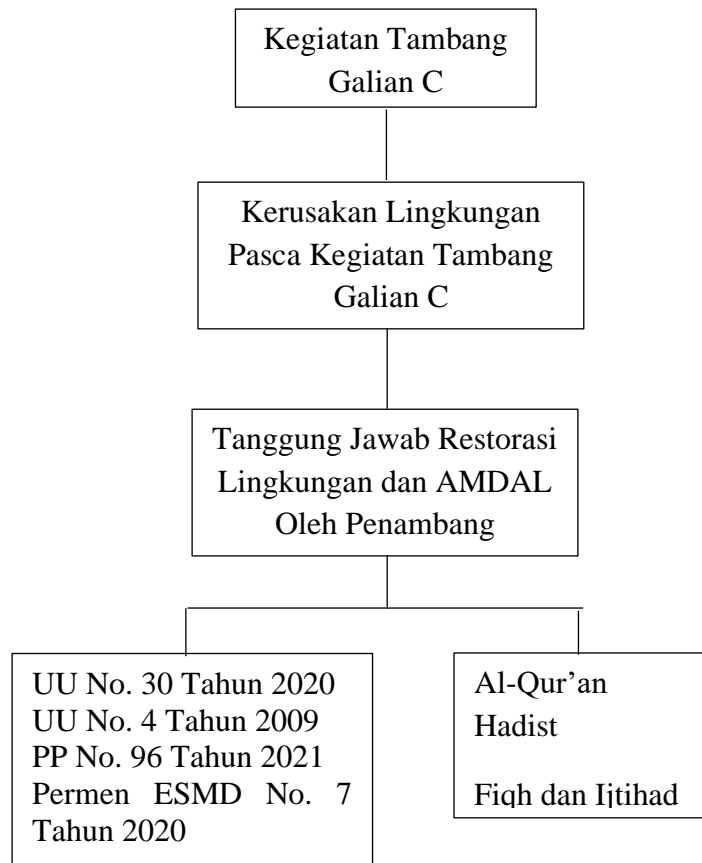 Kegiatan Tambang
Galian C
Kerusakan Lingkungan
Pasca Kegiatan Tambang
Galian C
Tanggung Jawab Restorasi
Lingkungan dan AMDAL
Oleh Penambang
UU No. 30 Tahun 2020
UU No. 4 Tahun 2009
PP No. 96 Tahun 2021
Permen ESMD No. 7
Tahun 2020
Al-Qur’an
Hadist
Fiqh dan Ijtihad